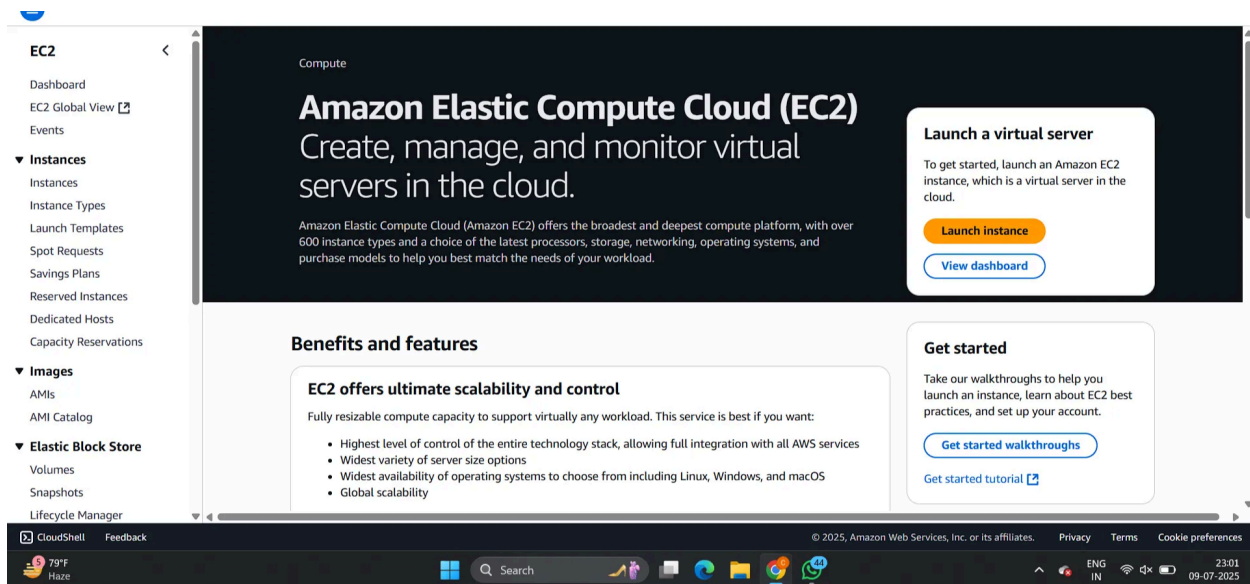 EC2
Dashboard
EC2 Global View
Events
Instances
Instances
Instance Types
Launch Templates
Spot Requests
Savings Plans
Reserved Instances
Dedicated Hosts
Capacity Reservations
Images
AMIs
AMI Catalog
Elastic Block Store
Volumes
Snapshots
Lifecycle Manager
Compute
Amazon Elastic Compute Cloud (EC2)
Create, manage, and monitor virtual
servers in the cloud.
Amazon Elastic Compute Cloud (Amazon EC2) offers the broadest and deepest compute platform, with over
600 instance types and a choice of the latest processors, storage, networking, operating systems, and
purchase models to help you best match the needs of your workload.
Launch a virtual server
To get started, launch an Amazon EC2
instance, which is a virtual server in the
cloud.
Launch instance
View dashboard
Benefits and features
EC2 offers ultimate scalability and control
Fully resizable compute capacity to support virtually any workload. This service is best if you want:
• Highest level of control of the entire technology stack, allowing full integration with all AWS services
• Widest variety of server size options
• Widest availability of operating systems to choose from including Linux, Windows, and macOS
• Global scalability
Get started
Take our walkthroughs to help you
launch an instance, learn about EC2 best
practices, and set up your account.
Get started walkthroughs
Get started tutorial
CloudShell Feedback
© 2025, Amazon Web Services, Inc. or its affiliates. Privacy Terms Cookie preferences
5
79°F
Haze
Search
44
ENG
IN
23:01
09-07-2025